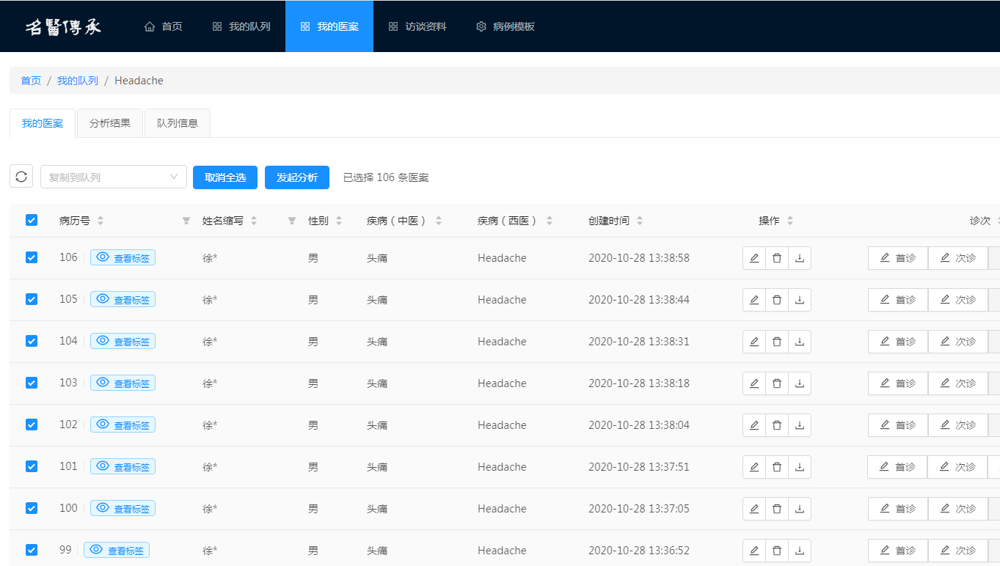 名醫傳承 首页 我的队列 我的医案 访谈资料 病例模板
首页 / 我的队列 / Headache
我的医案 分析结果 队列信息
复制到队列 取消全选 发起分析 已选择 106 条医案
病历号 姓名缩写 性别 疾病（中医） 疾病（西医） 创建时间 操作 诊次
106 查看标签 徐* 男 头痛 Headache 2020-10-28 13:38:58 首诊 次诊
105 查看标签 徐* 男 头痛 Headache 2020-10-28 13:38:44 首诊 次诊
104 查看标签 徐* 男 头痛 Headache 2020-10-28 13:38:31 首诊 次诊
103 查看标签 徐* 男 头痛 Headache 2020-10-28 13:38:18 首诊 次诊
102 查看标签 徐* 男 头痛 Headache 2020-10-28 13:38:04 首诊 次诊
101 查看标签 徐* 男 头痛 Headache 2020-10-28 13:37:51 首诊 次诊
100 查看标签 徐* 男 头痛 Headache 2020-10-28 13:37:05 首诊 次诊
99 查看标签 徐* 男 头痛 Headache 2020-10-28 13:36:52 首诊 次诊